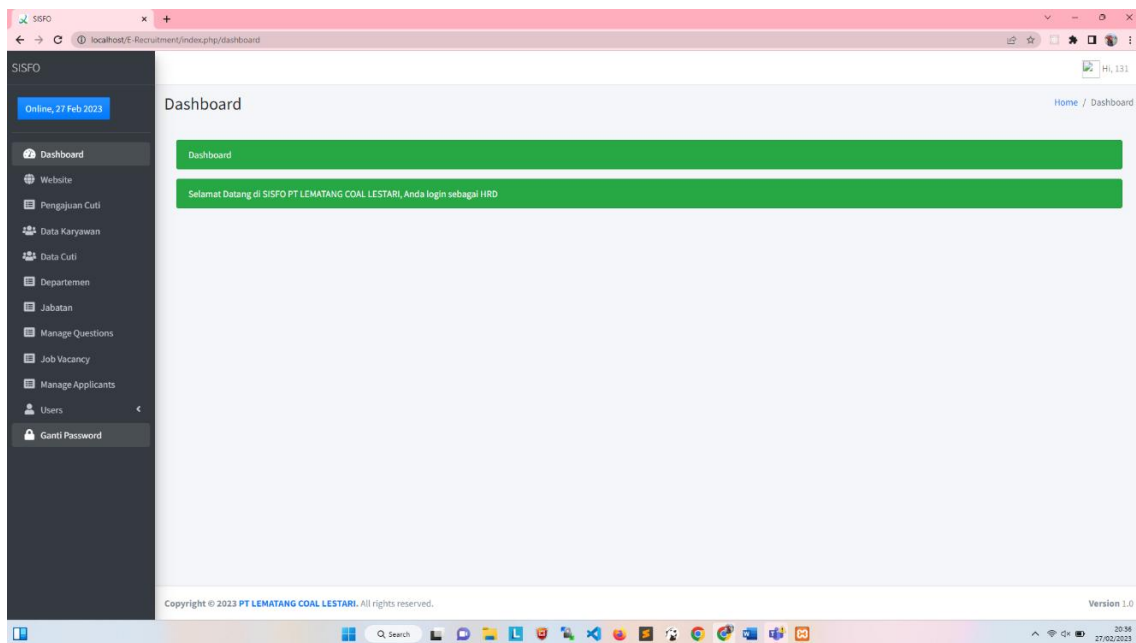 SISFO
localhost/E-Recruitment/index.php/dashboard
SISFO
Hi, 131
Online, 27 Feb 2023
Dashboard
Home / Dashboard
Dashboard
Website
Pengajuan Cuti
Data Karyawan
Data Cuti
Departemen
Jabatan
Manage Questions
Job Vacancy
Manage Applicants
Users
Ganti Password
Dashboard
Selamat Datang di SISFO PT LEMATANG COAL LESTARI, Anda login sebagai HRD
Copyright © 2023 PT LEMATANG COAL LESTARI. All rights reserved.
Version 1.0
Search
20:36
27/02/2023